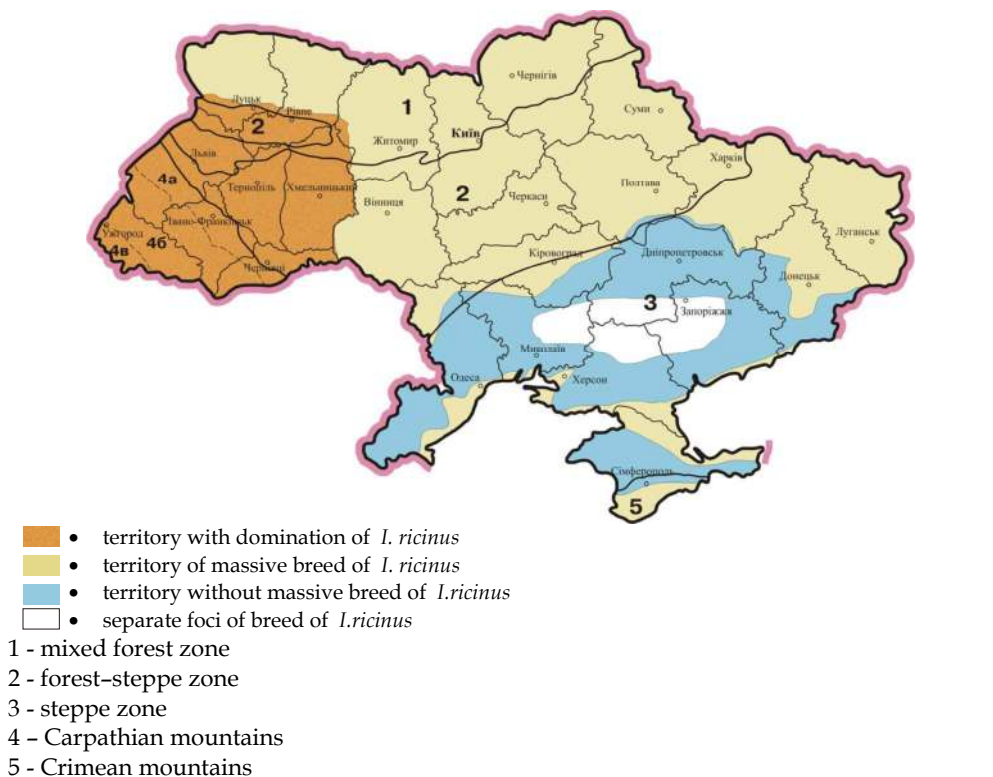 Чернігів
1
Луцьк
Рівне
Суми
2
Київ
Житомир
Львів
Харків
4а
Тернопіль
Хмельницький
Полтава
2
Черкаси
Вінниця
Івано-Франківськ
Ужгород
4б
Луганськ
4в
Кіровоград
Дніпропетровськ
Чернівці
Донецьк
3
Запоріжжя
Миколаїв
Одеса
Херсон
Сімферополь
5
• territory with domination of I. ricinus
• territory of massive breed of I. ricinus
• territory without massive breed of I.ricinus
• separate foci of breed of I.ricinus
1 - mixed forest zone
2 - forest–steppe zone
3 - steppe zone
4 – Carpathian mountains
5 - Crimean mountains